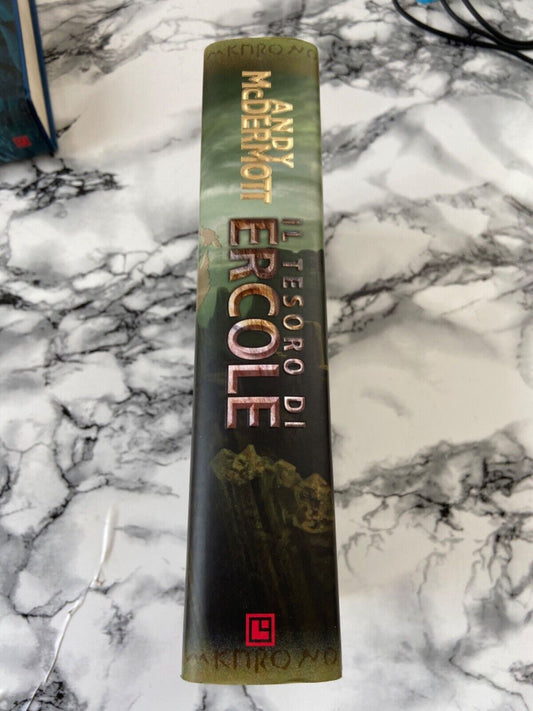 ANDY
McDERMOTT
IL TESORO DI
ERCOLE